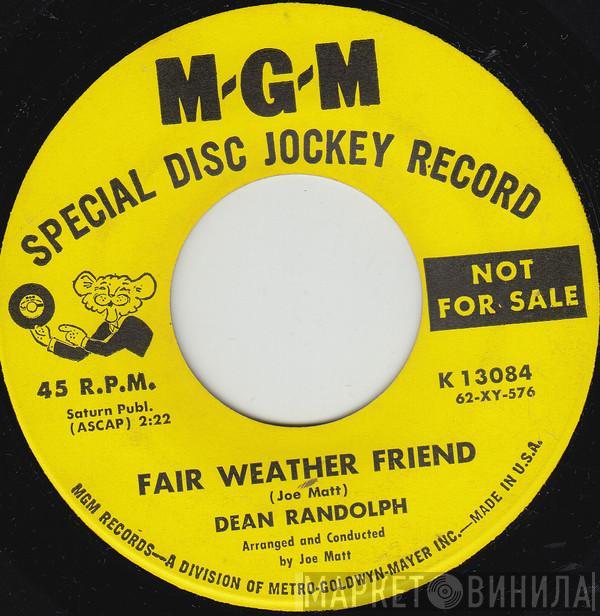 M-G-M
SPECIAL DISC JOCKEY RECORD
NOT
FOR SALE
45 R.P.M.
Saturn Publ.
(ASCAP) 2:22
K 13084
62-XY-576
FAIR WEATHER FRIEND
(Joe Matt)
DEAN RANDOLPH
Arranged and Conducted
by Joe Matt
MGM RECORDS—A DIVISION OF METRO-GOLDWYN-MAYER INC.—MADE IN U.S.A.
МАРКЕТ ВИНИЛА